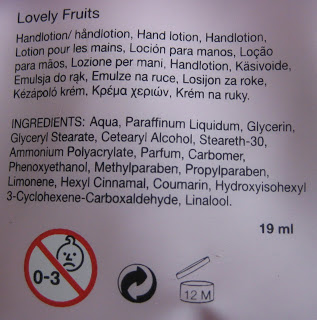 Lovely Fruits
Handlotion/ håndlotion, Hand lotion, Handlotion,
Lotion pour les mains, Loción para manos, Loção
para mãos, Lozione per mani, Handlotion, Käsivoide,
Emulsja do rąk, Emulze na ruce, Losijon za roke,
Kézápoló krém, Κρέμα χεριών, Krém na ruky.
INGREDIENTS: Aqua, Paraffinum Liquidum, Glycerin,
Glyceryl Stearate, Cetearyl Alcohol, Steareth-30,
Ammonium Polyacrylate, Parfum, Carbomer,
Phenoxyethanol, Methylparaben, Propylparaben,
Limonene, Hexyl Cinnamal, Coumarin, Hydroxyisohexyl
3-Cyclohexene-Carboxaldehyde, Linalool.
19 ml
0-3
12 M